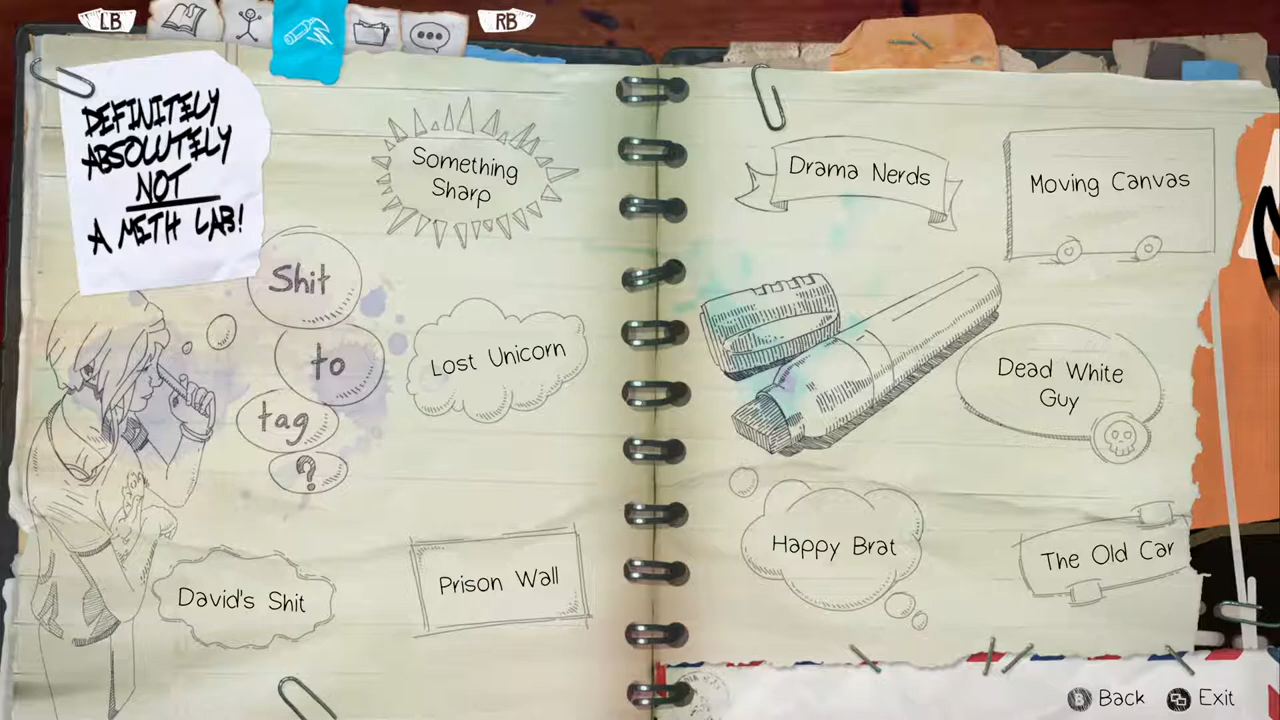 LB
RB
DEFINITELY
ABSOLUTELY
NOT
A METH LAB!
Something
Sharp
Shit
to
tag
?
Lost Unicorn
David's Shit
Prison Wall
Drama Nerds
Moving Canvas
Dead White
Guy
Happy Brat
The Old Car
B Back
Exit